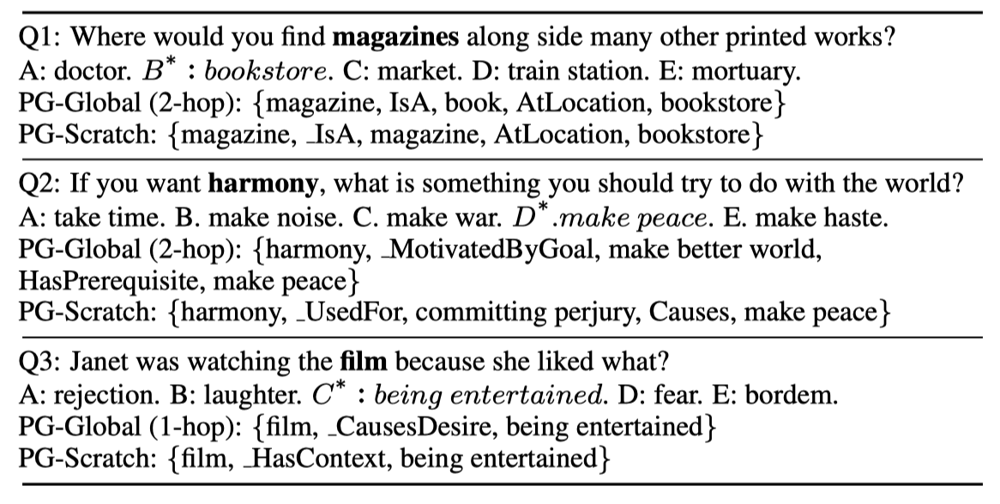 Q1: Where would you find magazines along side many other printed works?
A: doctor. B* : bookstore. C: market. D: train station. E: mortuary.
PG-Global (2-hop): {magazine, IsA, book, AtLocation, bookstore}
PG-Scratch: {magazine, _IsA, magazine, AtLocation, bookstore}
Q2: If you want harmony, what is something you should try to do with the world?
A: take time. B. make noise. C. make war. D* .make peace. E. make haste.
PG-Global (2-hop): {harmony, _MotivatedByGoal, make better world,
HasPrerequisite, make peace}
PG-Scratch: {harmony, _UsedFor, committing perjury, Causes, make peace}
Q3: Janet was watching the film because she liked what?
A: rejection. B: laughter. C* : being entertained. D: fear. E: bordem.
PG-Global (1-hop): {film, _CausesDesire, being entertained}
PG-Scratch: {film, _HasContext, being entertained}